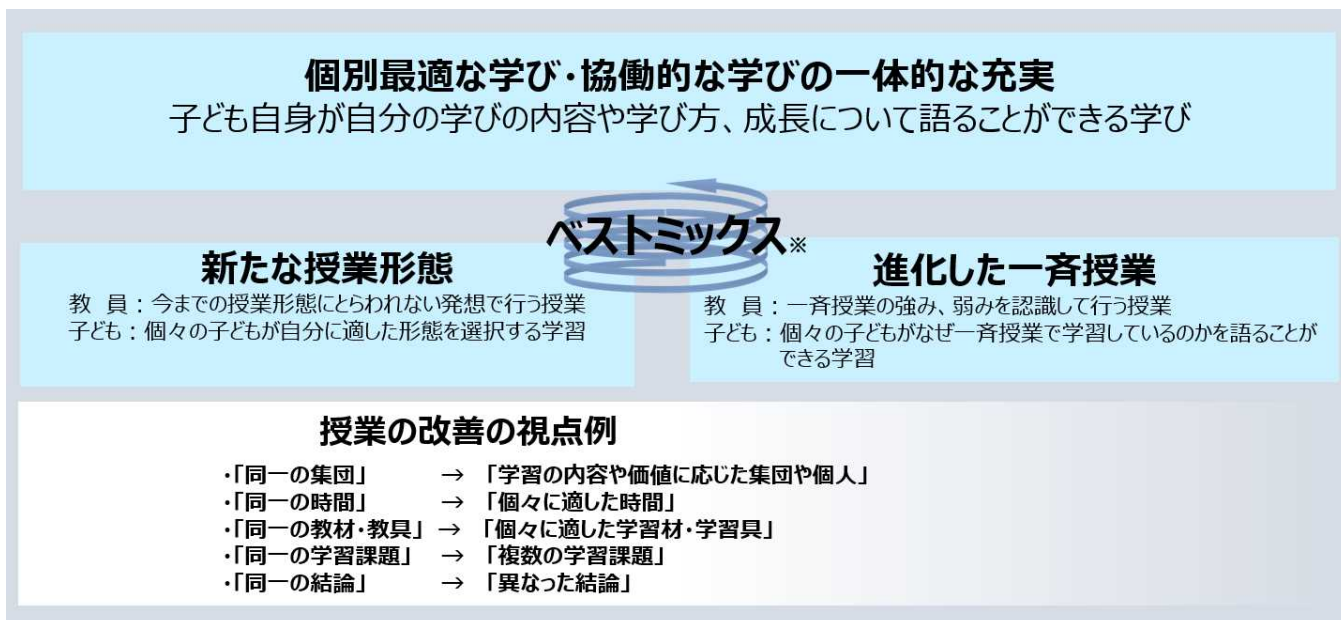 個別最適な学び・協働的な学びの一体的な充実
子ども自身が自分の学びの内容や学び方、成長について語ることができる学び
ベストミックス※
新たな授業形態
教　員：今までの授業形態にとらわれない発想で行う授業
子ども：個々の子どもが自分に適した形態を選択する学習
進化した一斉授業
教　員：一斉授業の強み、弱みを認識して行う授業
子ども：個々の子どもがなぜ一斉授業で学習しているのかを語ることが
できる学習
授業の改善の視点例
・「同一の集団」　→　「学習の内容や価値に応じた集団や個人」
・「同一の時間」　→　「個々に適した時間」
・「同一の教材・教具」→　「個々に適した学習材・学習具」
・「同一の学習課題」　→　「複数の学習課題」
・「同一の結論」　→　「異なった結論」